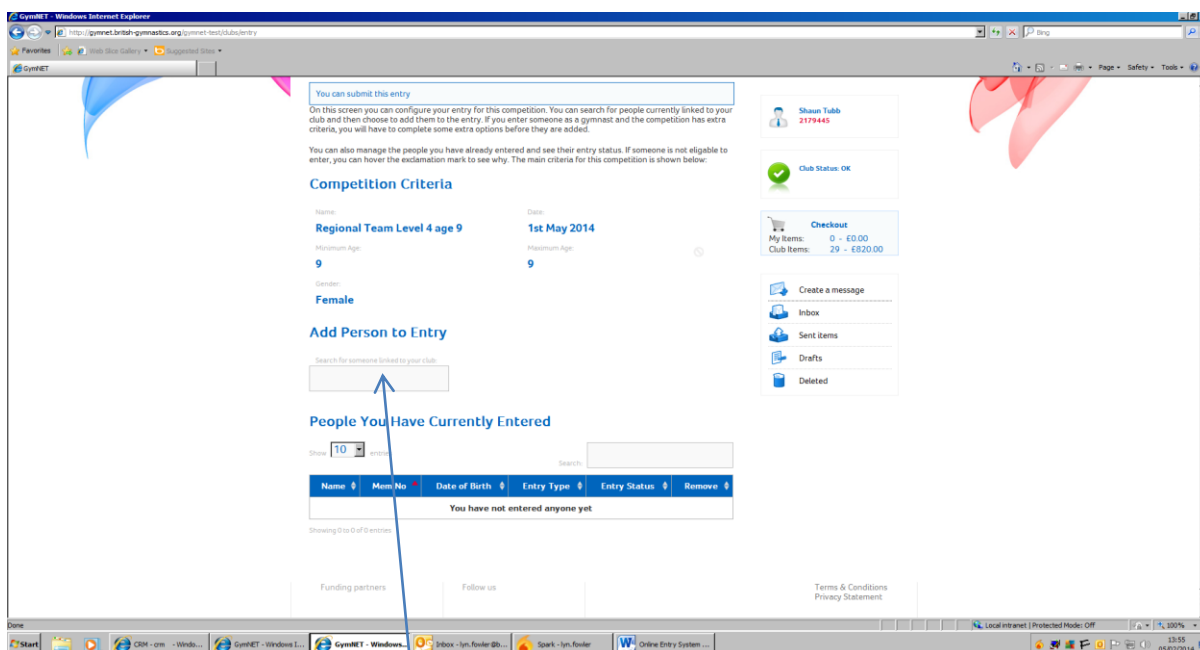 GymNET - Windows Internet Explorer
http://gymnet.british-gymnastics.org/gymnet-test/clubs/entry
Bing
Favorites Web Slice Gallery Suggested Sites
GymNET
Page Safety Tools
You can submit this entry
On this screen you can configure your entry for this competition. You can search for people currently linked to your
club and then choose to add them to the entry. If you enter someone as a gymnast and the competition has extra
criteria, you will have to complete some extra options before they are added.
You can also manage the people you have already entered and see their entry status. If someone is not eligible to
enter, you can hover the exclamation mark to see why. The main criteria for this competition is shown below:
Competition Criteria
Name: Date:
Regional Team Level 4 age 9 1st May 2014
Minimum Age: Maximum Age:
9 9
Gender:
Female
Add Person to Entry
Search for someone linked to your club
People You Have Currently Entered
Show 10 entries
Search:
Name Mem No Date of Birth Entry Type Entry Status Remove
You have not entered anyone yet
Showing 0 to 0 of 0 entries
Shaun Tubb
2179445
Club Status: OK
Checkout
My Items: 0 - £0.00
Club Items: 29 - £820.00
Create a message
Inbox
Sent items
Drafts
Deleted
Funding partners Follow us Terms & Conditions
Privacy Statement
Done Local intranet | Protected Mode: Off 100%
Start CRM - crm - Windo... GymNET - Windows I... GymNET - Windows... Inbox - lyn.fowler@b... Spark - lyn.fowler Online Entry System ... 13:55
05/02/2014